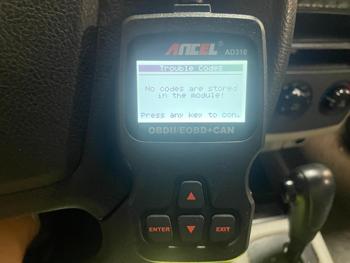 ANCEL
AD310
Trouble Codes
No codes are stored
in the module!
Press any key to con.
OBDII/EOBD+CAN
ENTER
EXIT